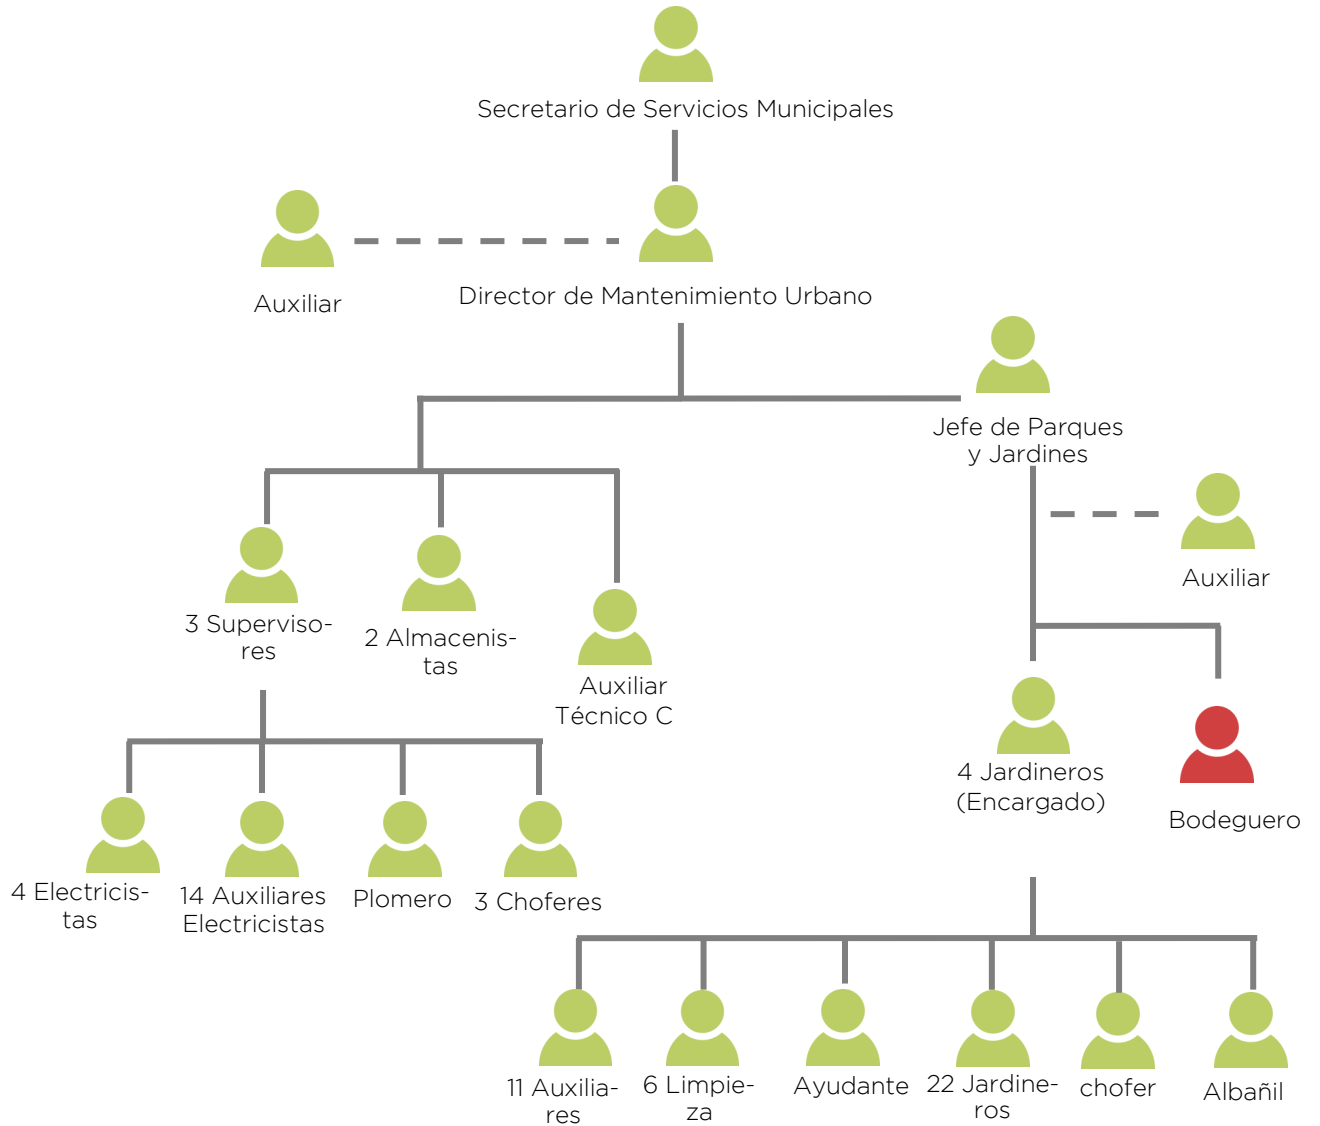 Secretario de Servicios Municipales
Auxiliar
Director de Mantenimiento Urbano
Jefe de Parques
y Jardines
Auxiliar
3 Superviso-
res
2 Almacenis-
tas
Auxiliar
Técnico C
4 Jardineros
(Encargado)
Bodeguero
4 Electricis-
tas
14 Auxiliares
Electricistas
Plomero
3 Choferes
11 Auxilia-
res
6 Limpie-
za
Ayudante
22 Jardine-
ros
chofer
Albañil